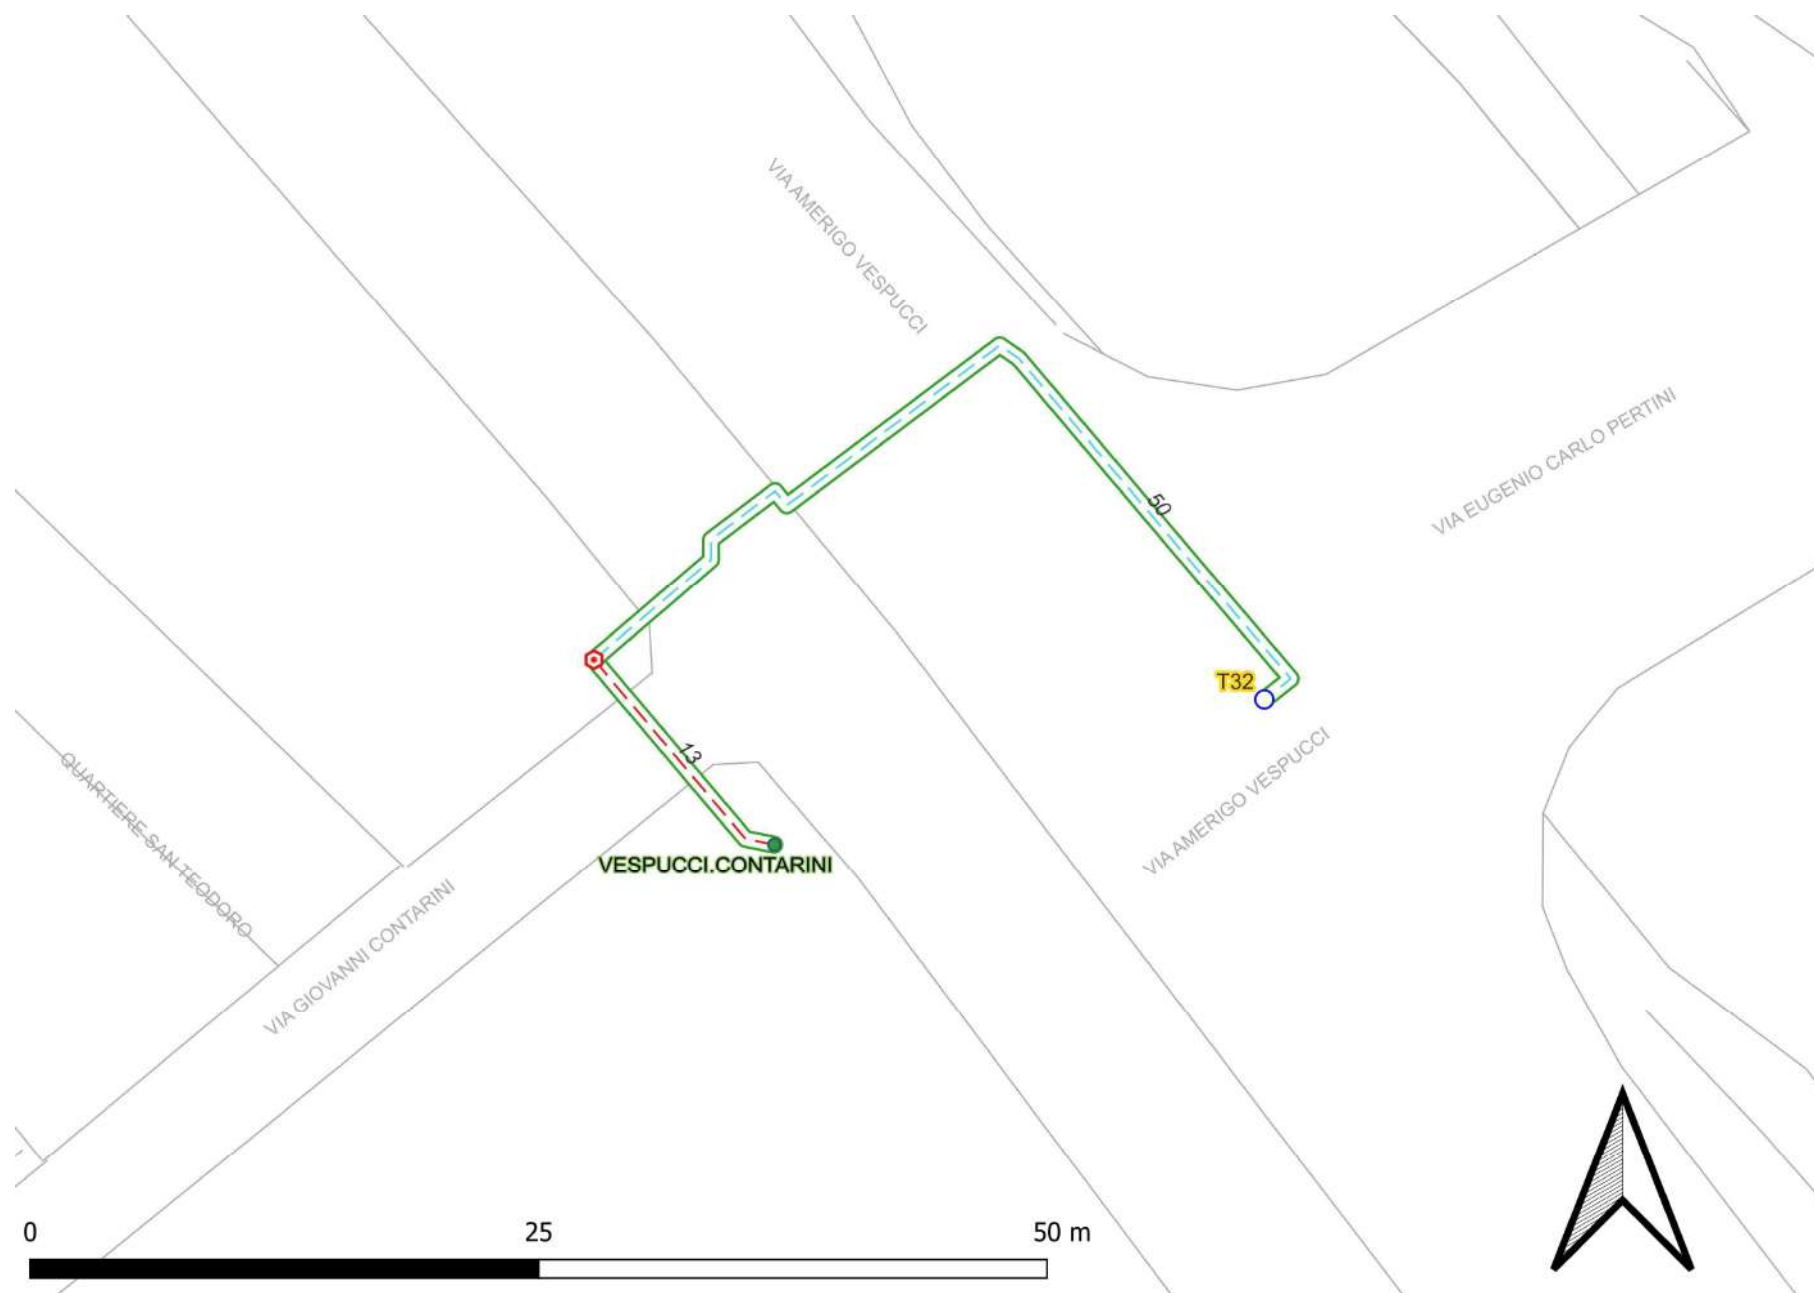 VIA AMERIGO VESPUCCI
VIA EUGENIO CARLO PERTINI
50
T32
13
VIA AMERIGO VESPUCCI
QUARTIERE SAN TEODORO
VESPUCCI.CONTARINI
VIA GIOVANNI CONTARINI
0 25 50 m